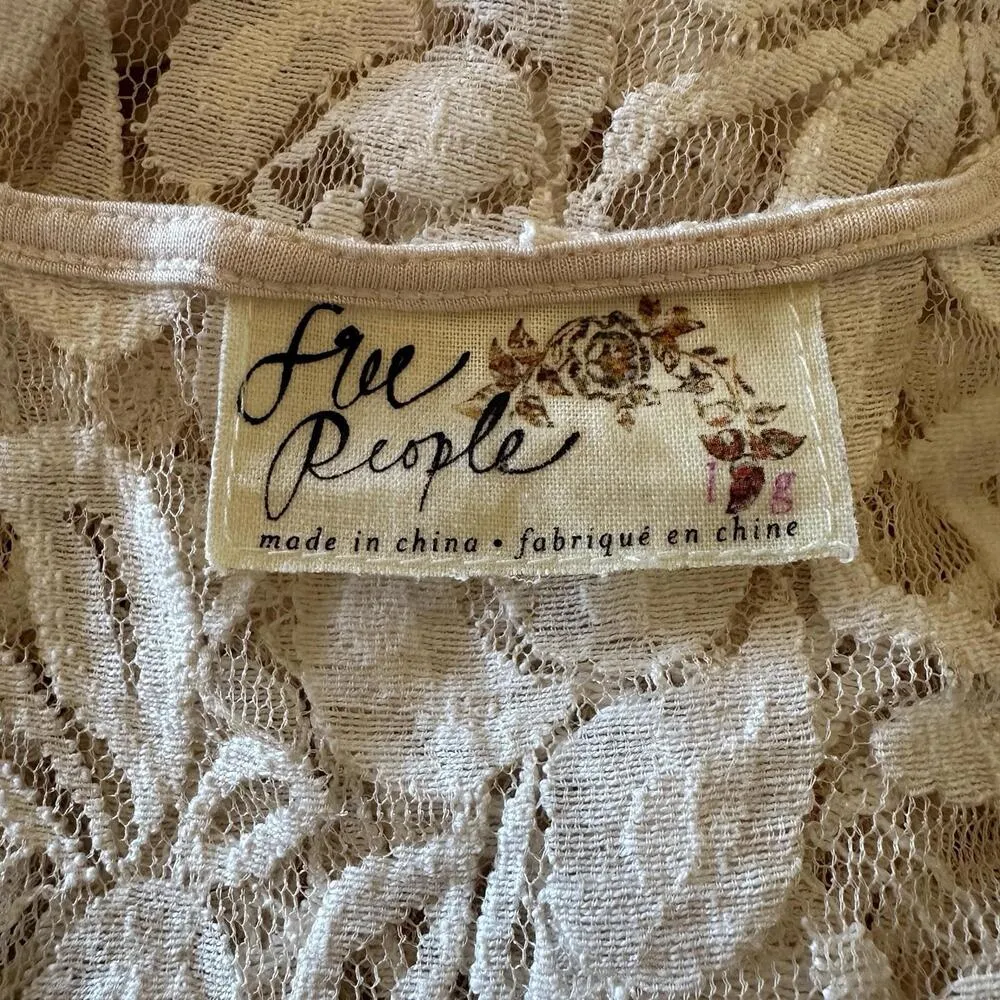 free
People
l g
made in china • fabriqué en chine